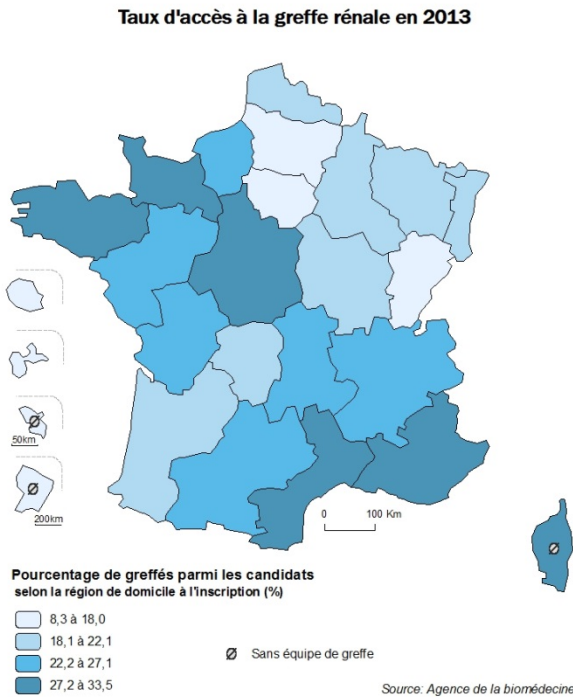 Taux d'accès à la greffe rénale en 2013
50km
200km
0 100 Km
Pourcentage de greffés parmi les candidats
selon la région de domicile à l'inscription (%)
8,3 à 18,0
18,1 à 22,1
22,2 à 27,1
27,2 à 33,5
Ø Sans équipe de greffe
Source: Agence de la biomédecine